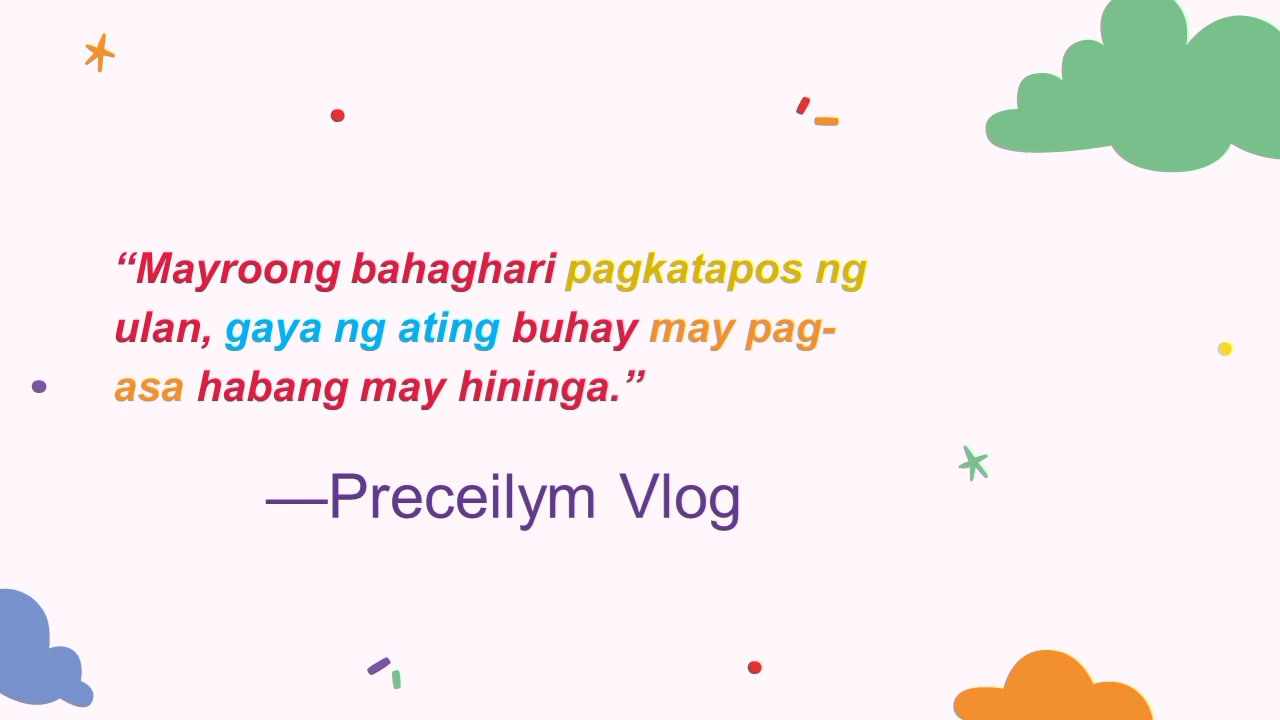 “Mayroong bahaghari pagkatapos ng
ulan, gaya ng ating buhay may pag-
asa habang may hininga.”
—Preceilym Vlog